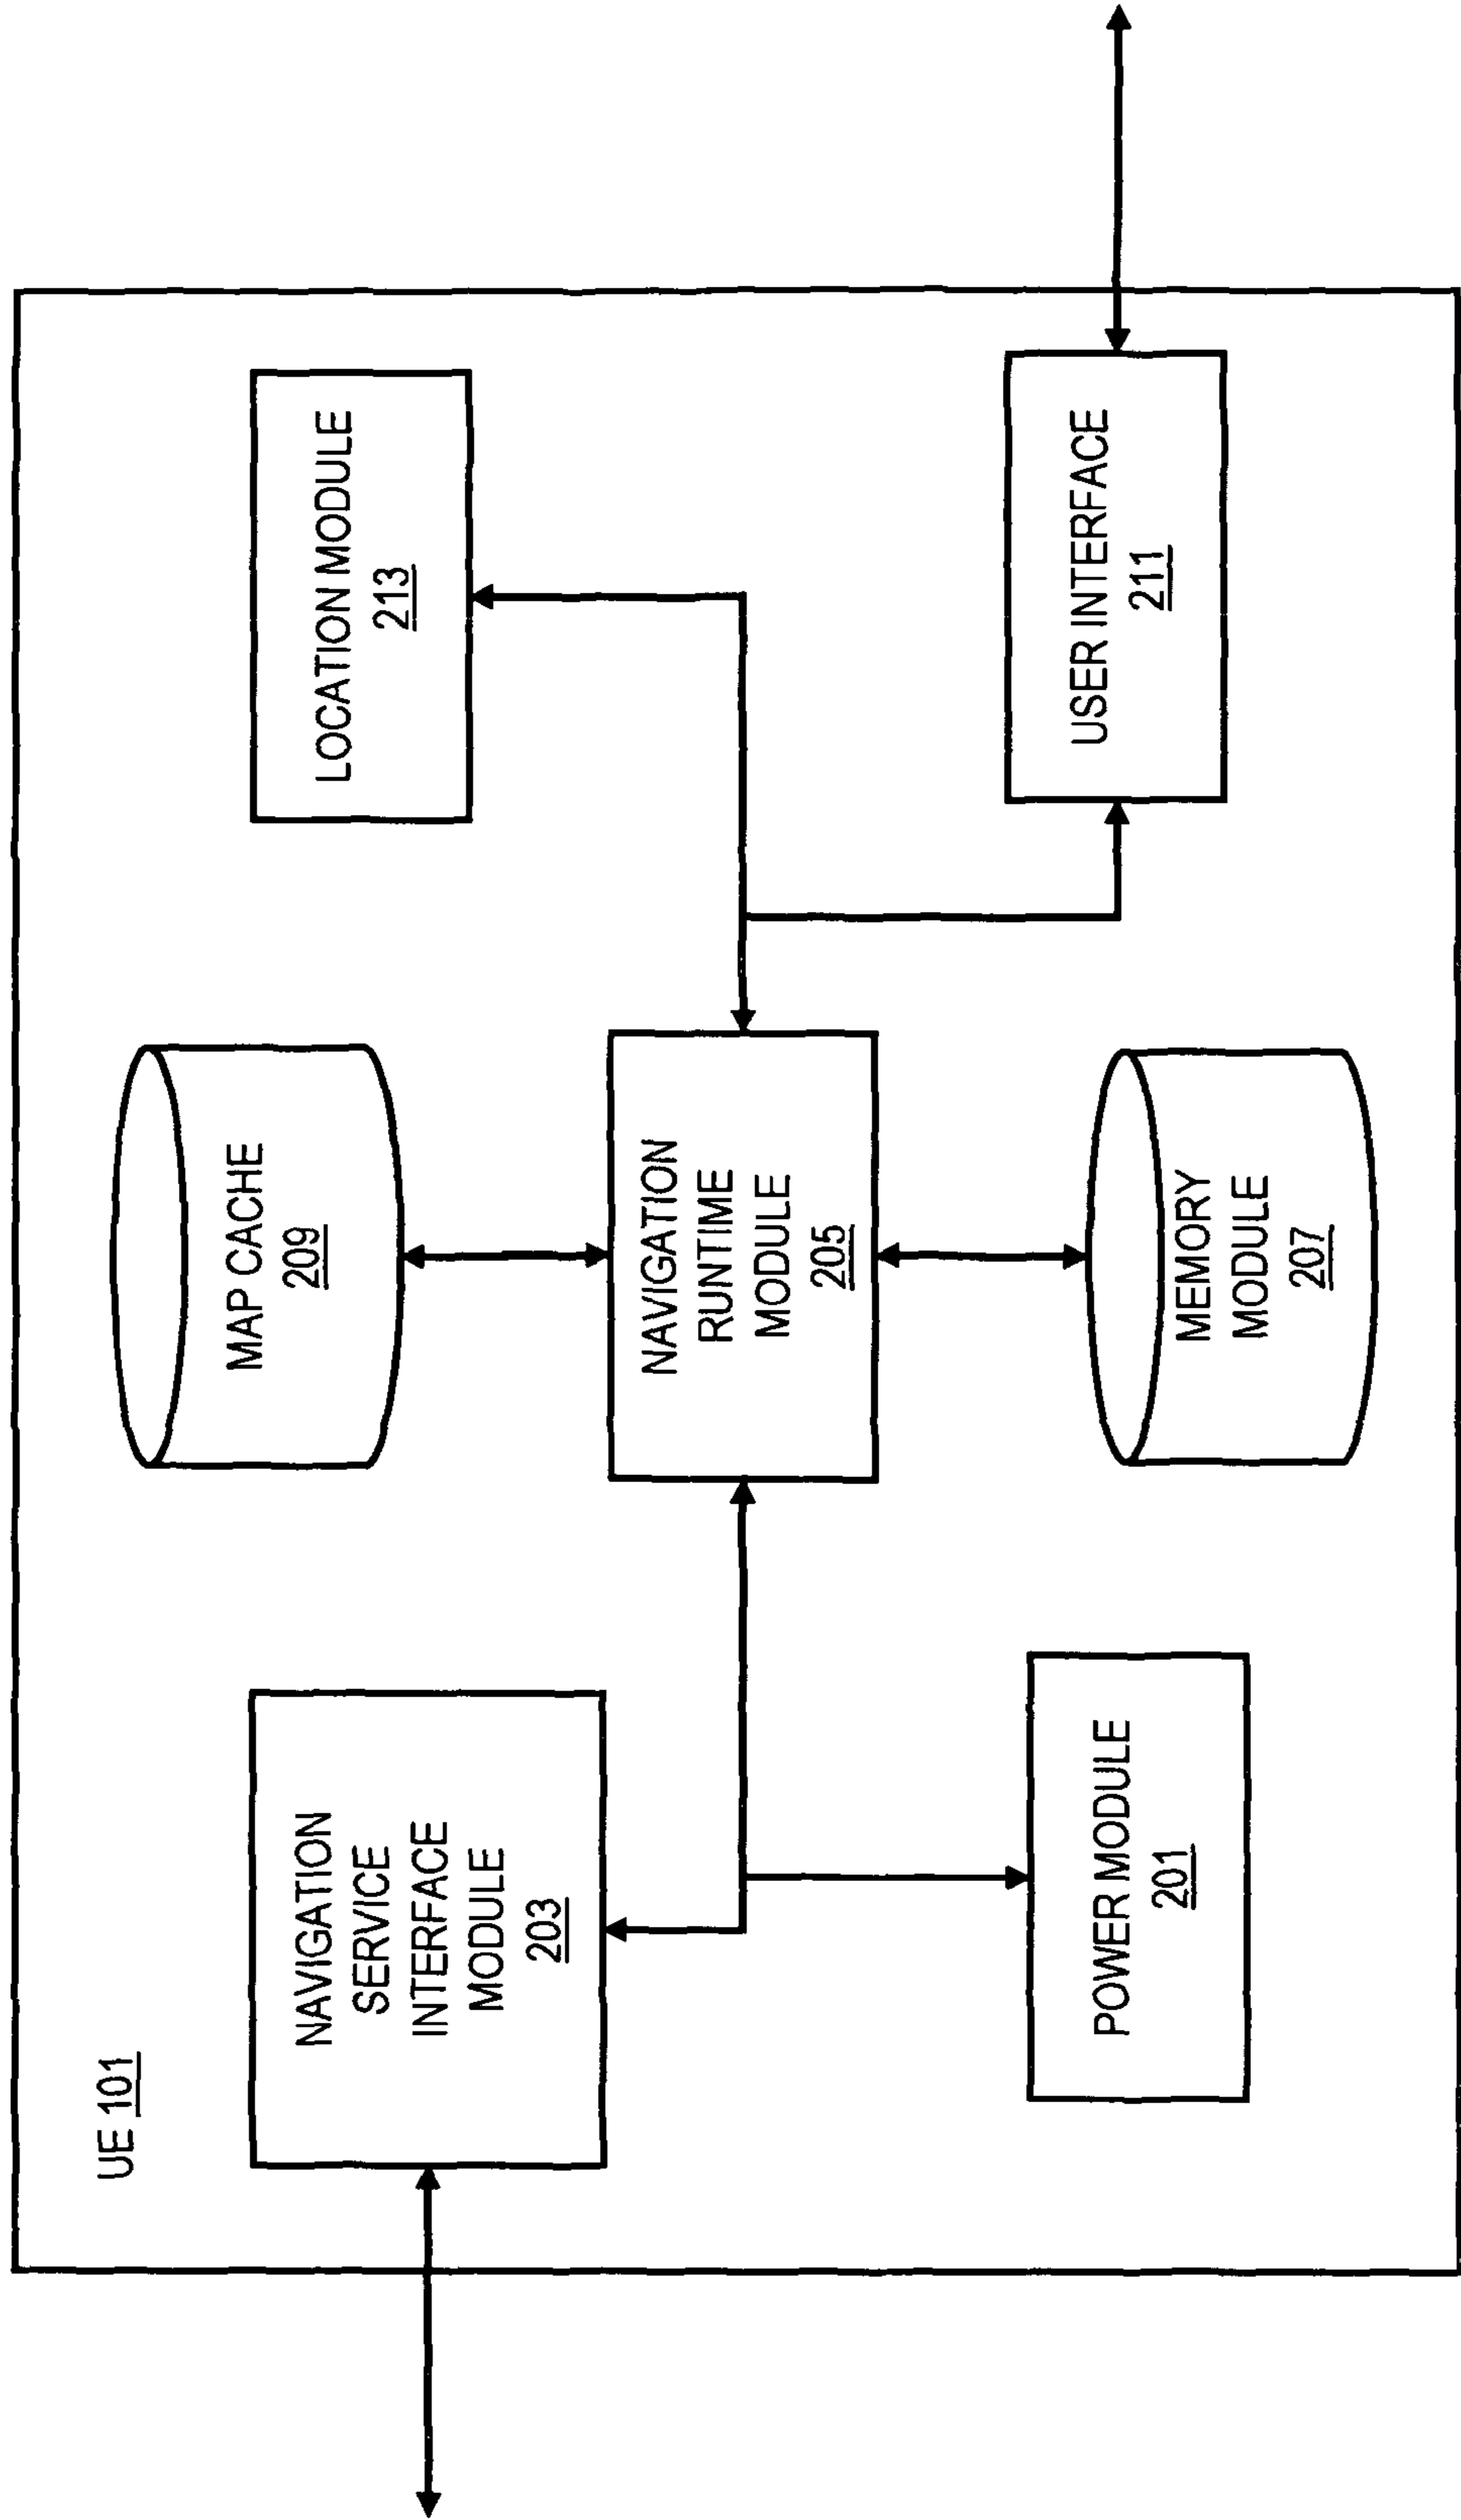 UE 101
NAVIGATION
SERVICE
INTERFACE
MODULE
203
MAP CACHE
209
LOCATION MODULE
213
NAVIGATION
RUNTIME
MODULE
205
POWER MODULE
201
MEMORY
MODULE
207
USER INTERFACE
211